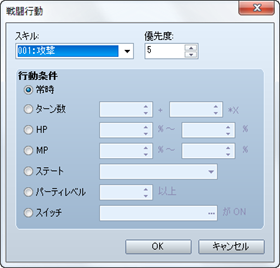 戦闘行動
スキル: 優先度:
001:攻撃 5
行動条件
常時
ターン数 + *X
HP % ～ %
MP % ～ %
ステート
パーティレベル 以上
スイッチ ... が ON
OK キャンセル